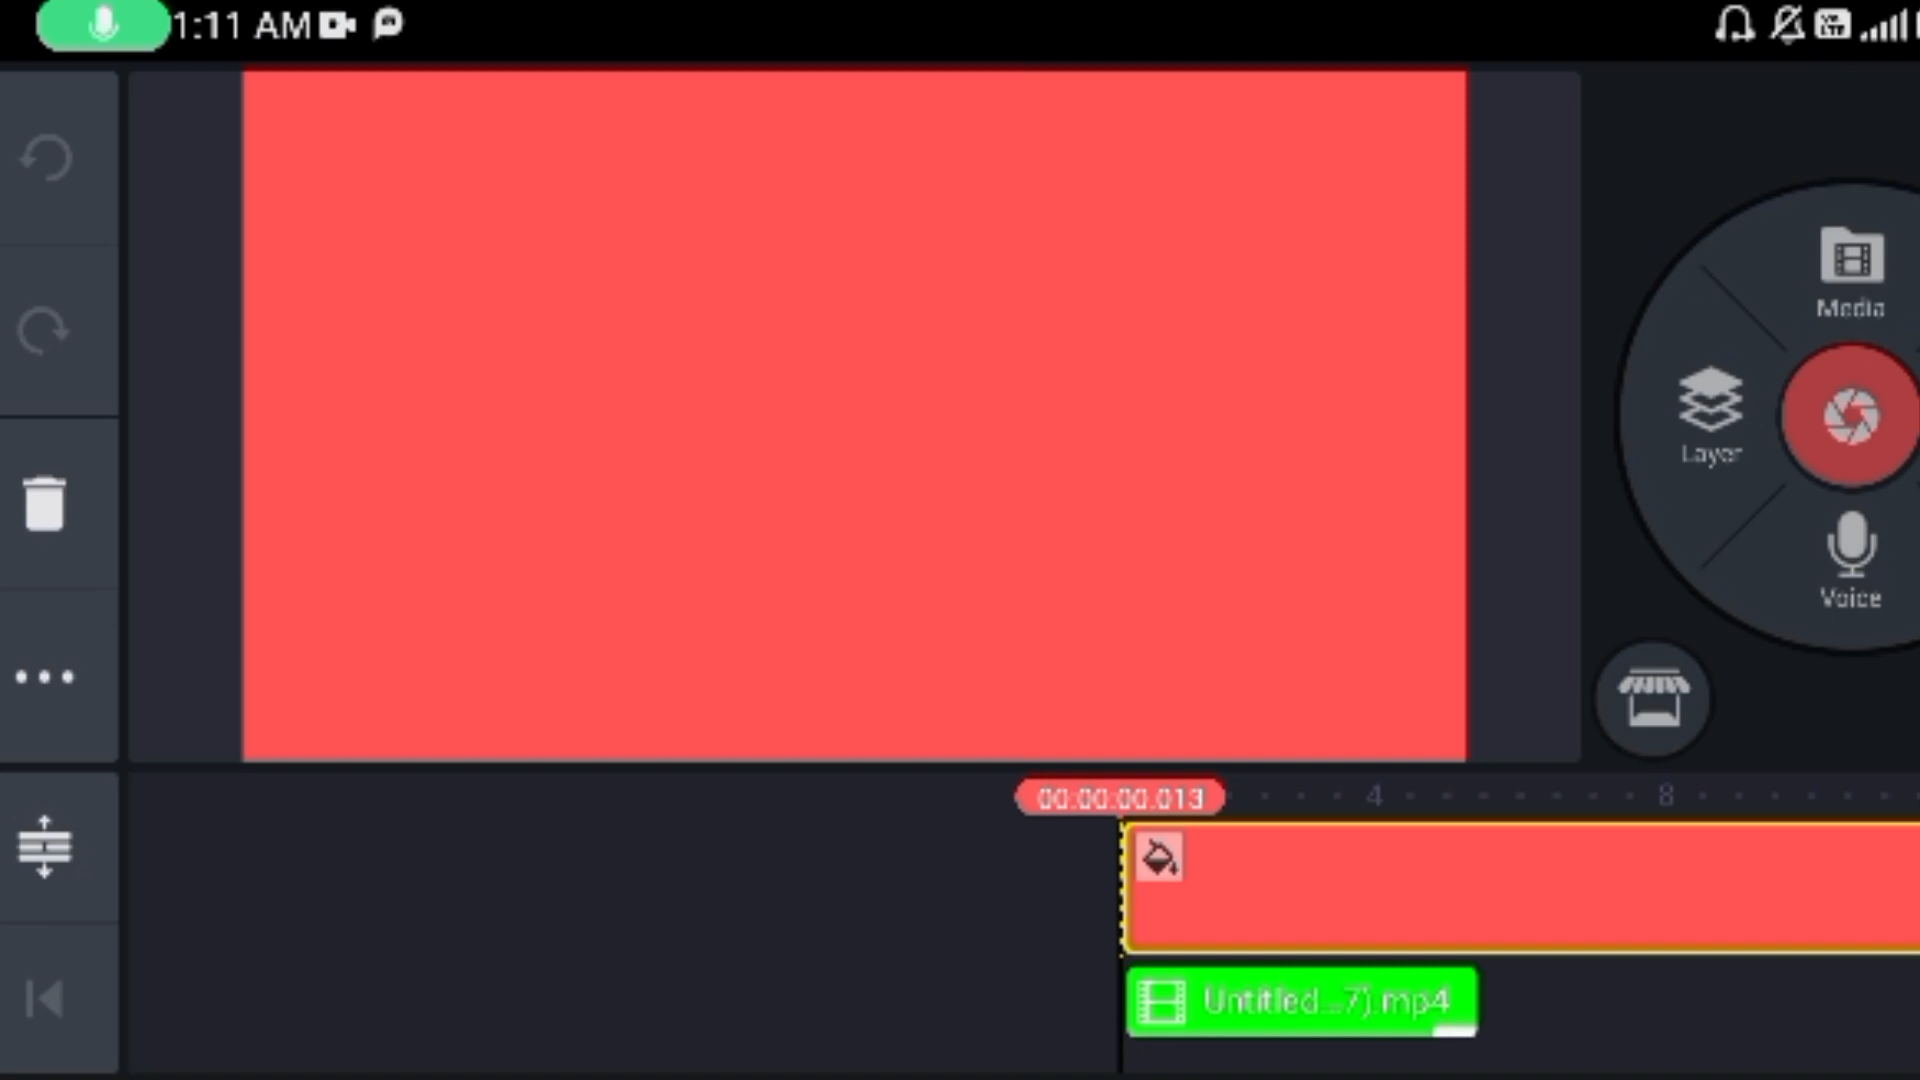 1:11 AM
Media
Layer
Voice
00:00:00.013
4
8
Untitled...7).mp4